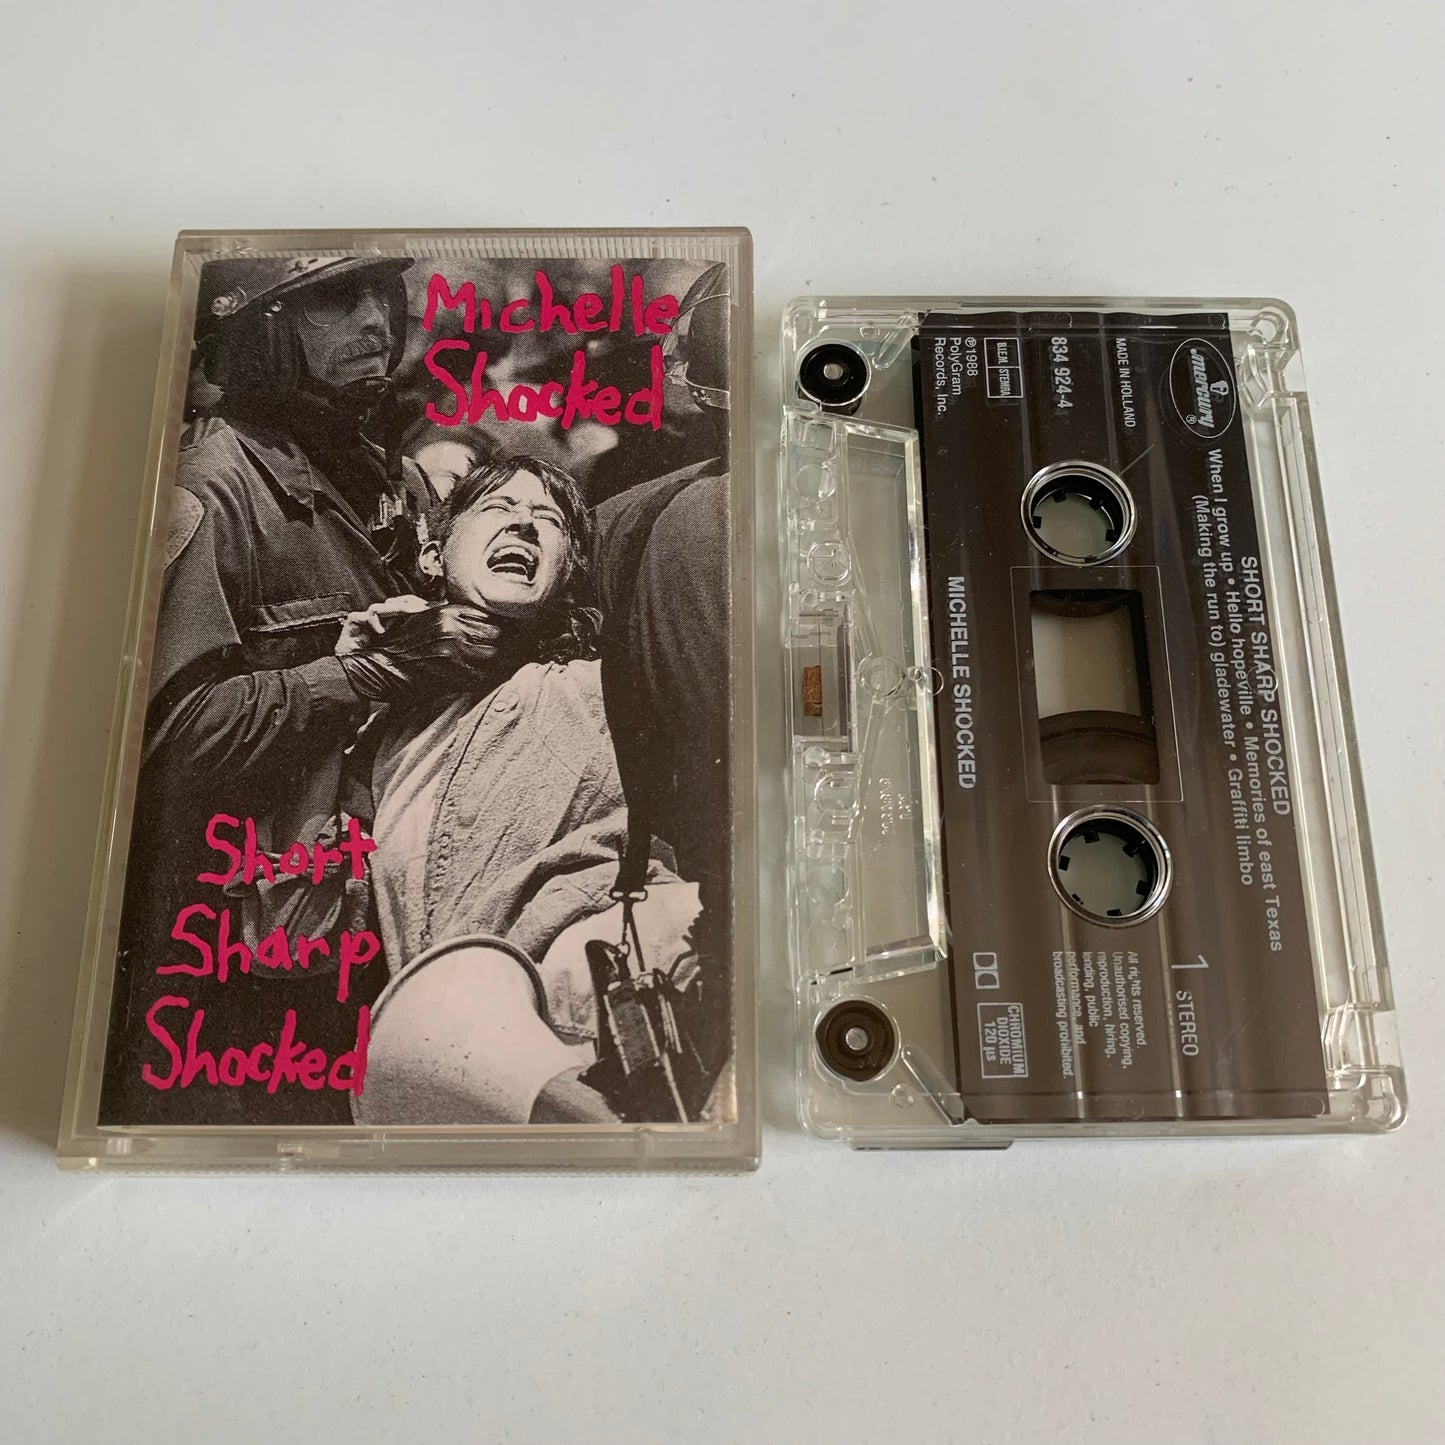 Michelle
Shocked
Short
Sharp
Shocked
mercury ®
SHORT SHARP SHOCKED
When I grow up • Hello hopeville • Memories of east Texas
(Making the run to) gladewater • Graffiti limbo
MADE IN HOLLAND
834 924-4
B.I.E.M. STEMRA
℗1988
PolyGram
Records, Inc.
1
STEREO
All rights reserved.
Unauthorised copying,
reproduction, hiring,
lending, public
performance, and
broadcasting prohibited.
CHROMIUM
DIOXIDE
120 µs
MICHELLE SHOCKED